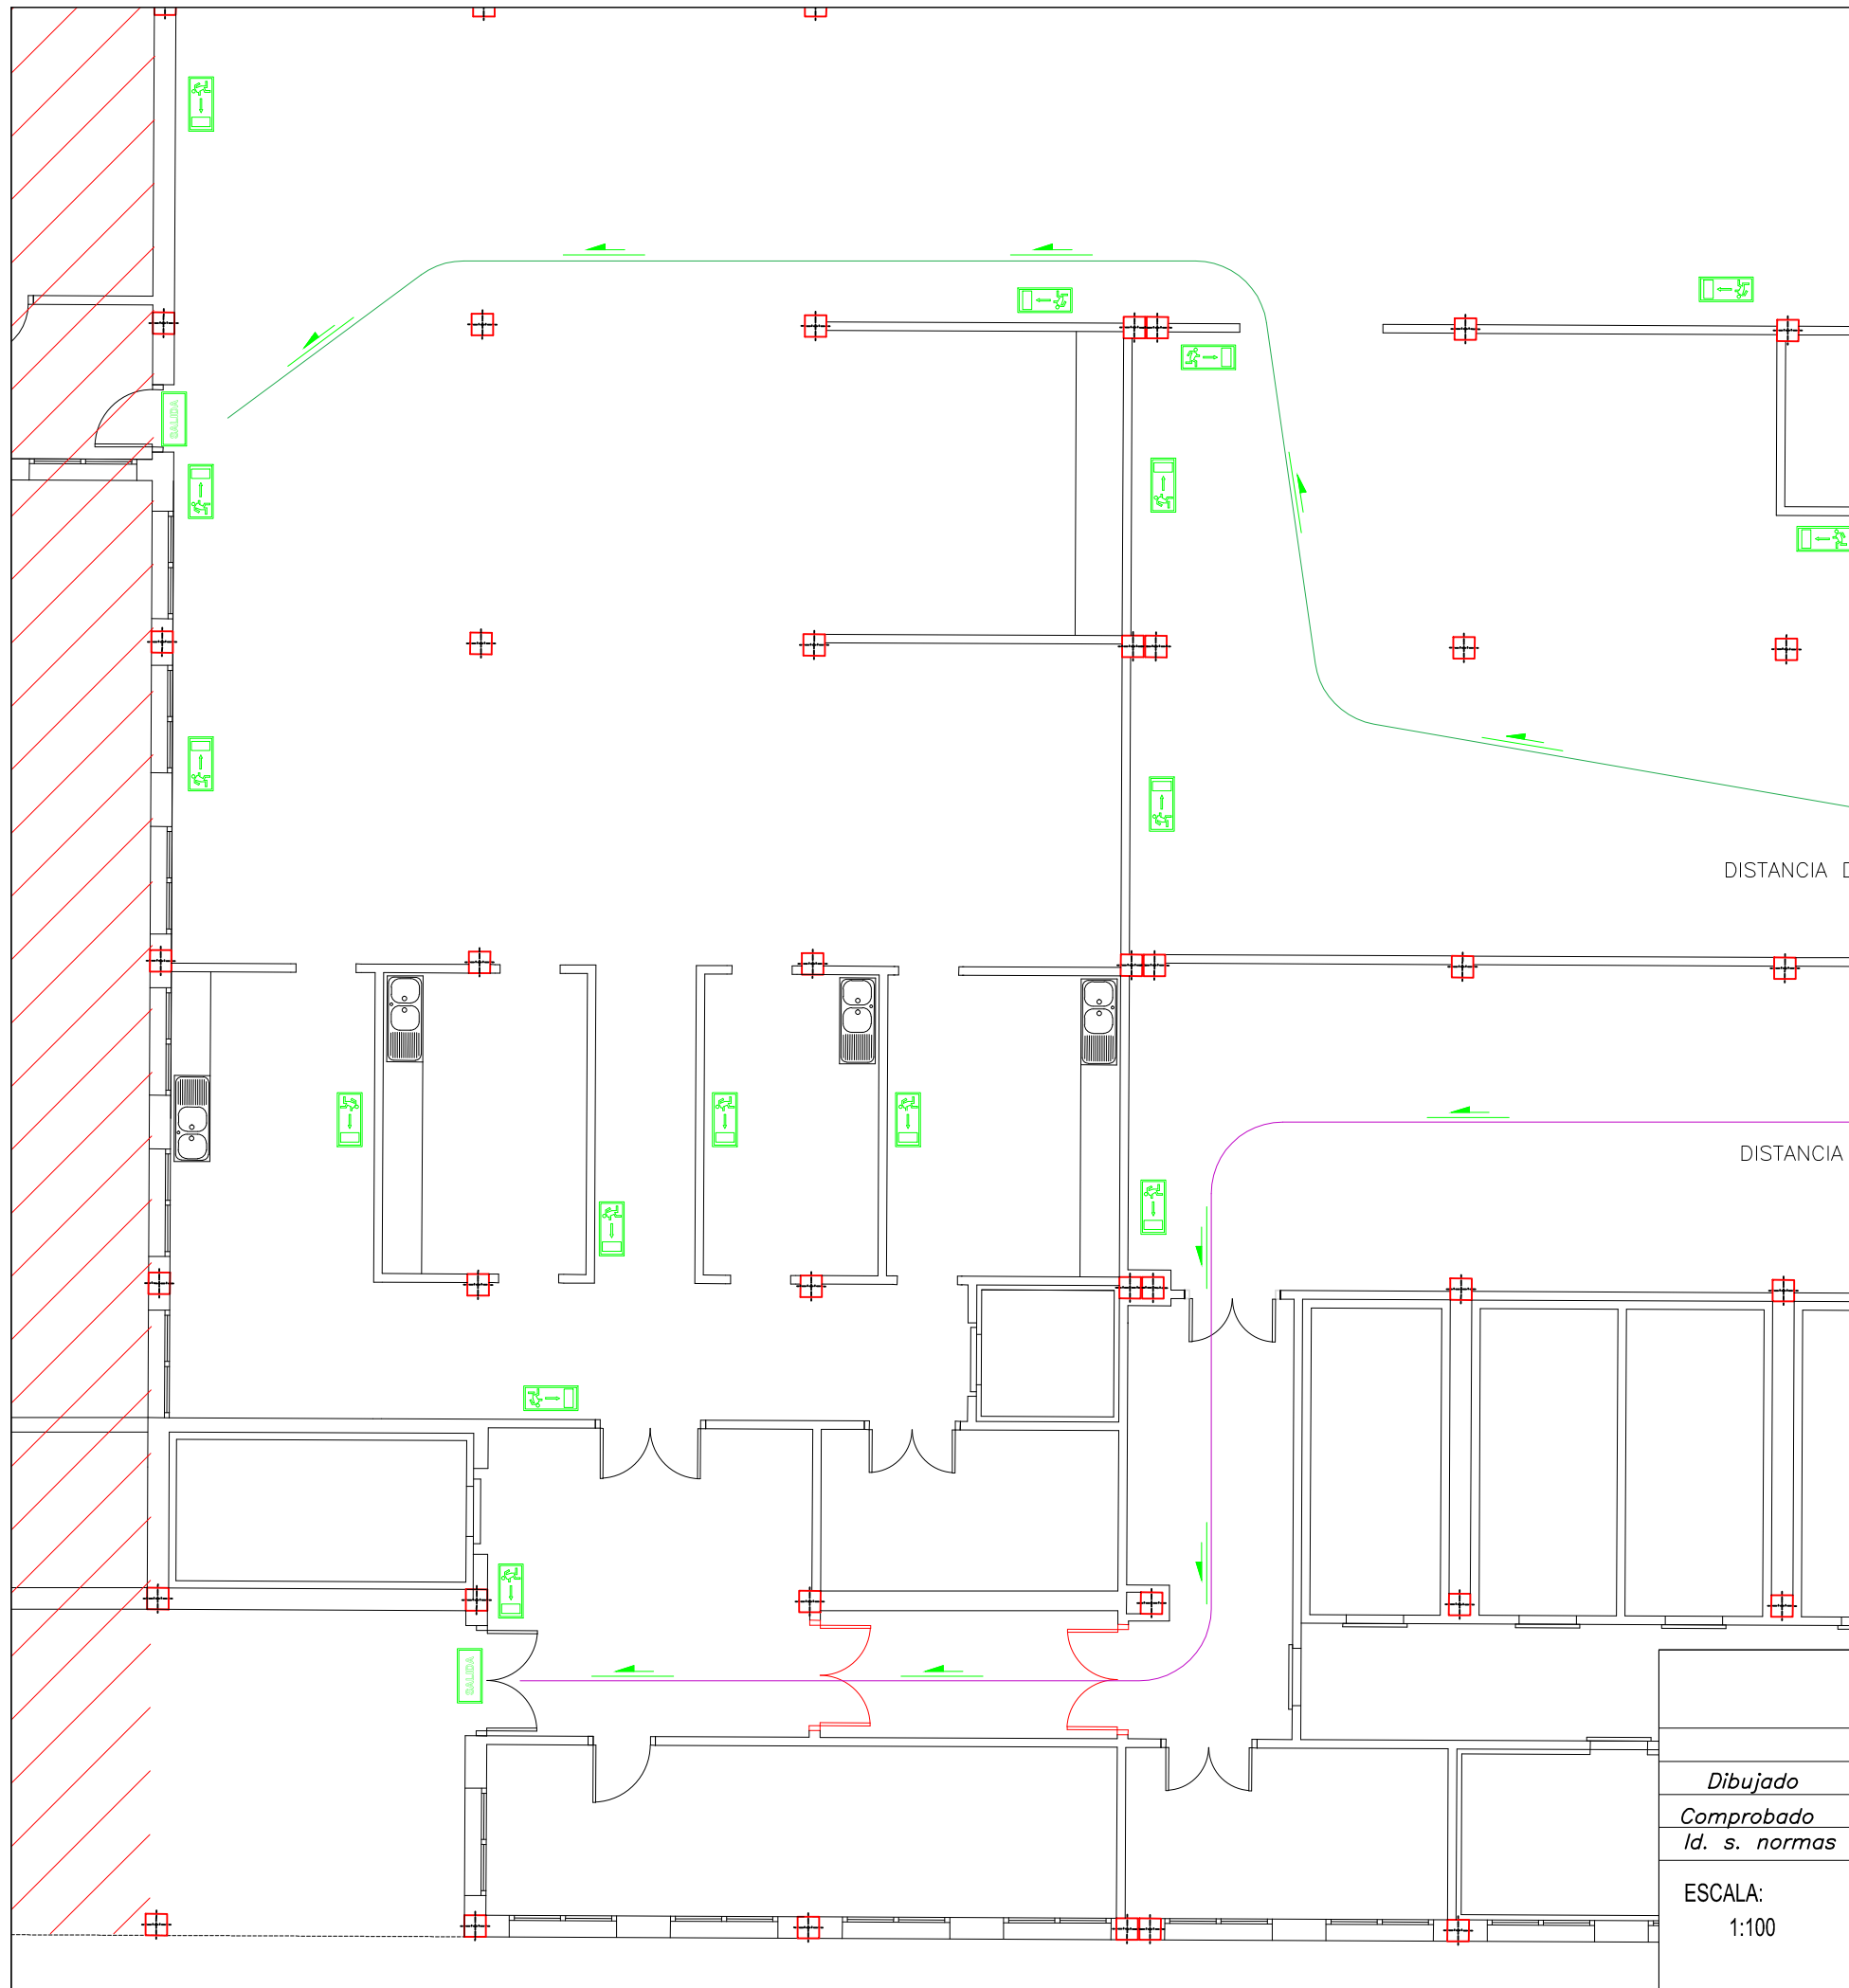 SALIDA
DISTANCIA D
DISTANCIA
SALIDA
Dibujado
Comprobado
Id. s. normas
ESCALA:
1:100